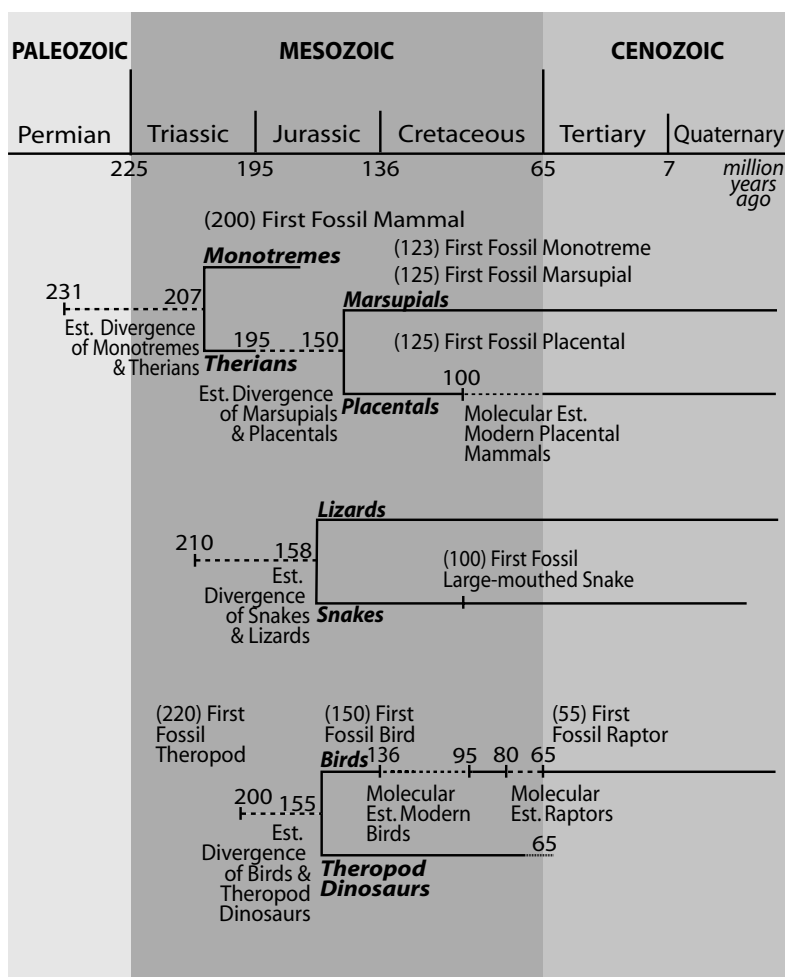 PALEOZOIC MESOZOIC CENOZOIC
Permian Triassic Jurassic Cretaceous Tertiary Quaternary
225 195 136 65 7 million
years
ago
(200) First Fossil Mammal
Monotremes
(123) First Fossil Monotreme
(125) First Fossil Marsupial
231 207
Marsupials
Est. Divergence
of Monotremes
& Therians
195 150
Therians
(125) First Fossil Placental
Est. Divergence
of Marsupials
& Placentals
Placentals
100
Molecular Est.
Modern Placental
Mammals
Lizards
210 158
(100) First Fossil
Large-mouthed Snake
Est.
Divergence
of Snakes
& Lizards
Snakes
(220) First
Fossil
Theropod
(150) First
Fossil Bird
(55) First
Fossil Raptor
Birds
136 95 80 65
200 155
Molecular
Est. Modern
Birds
Molecular
Est. Raptors
Est.
Divergence
of Birds &
Theropod
Dinosaurs
65
Theropod
Dinosaurs